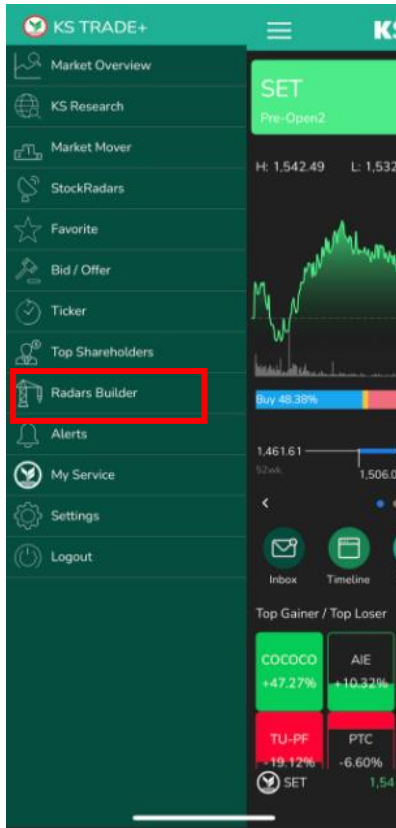 KS TRADE+
Market Overview
KS Research
Market Mover
StockRadars
Favorite
Bid / Offer
Ticker
Top Shareholders
Radars Builder
Alerts
My Service
Settings
Logout
KS
SET
Pre-Open2
H: 1,542.49 L: 1,532
Buy 48.38%
1,461.61
52wk.
1,506.0
Inbox Timeline
Top Gainer / Top Loser
COCOCO AIE
+47.27% +10.32%
TU-PF PTC
-19.12% -6.60%
SET 1,54